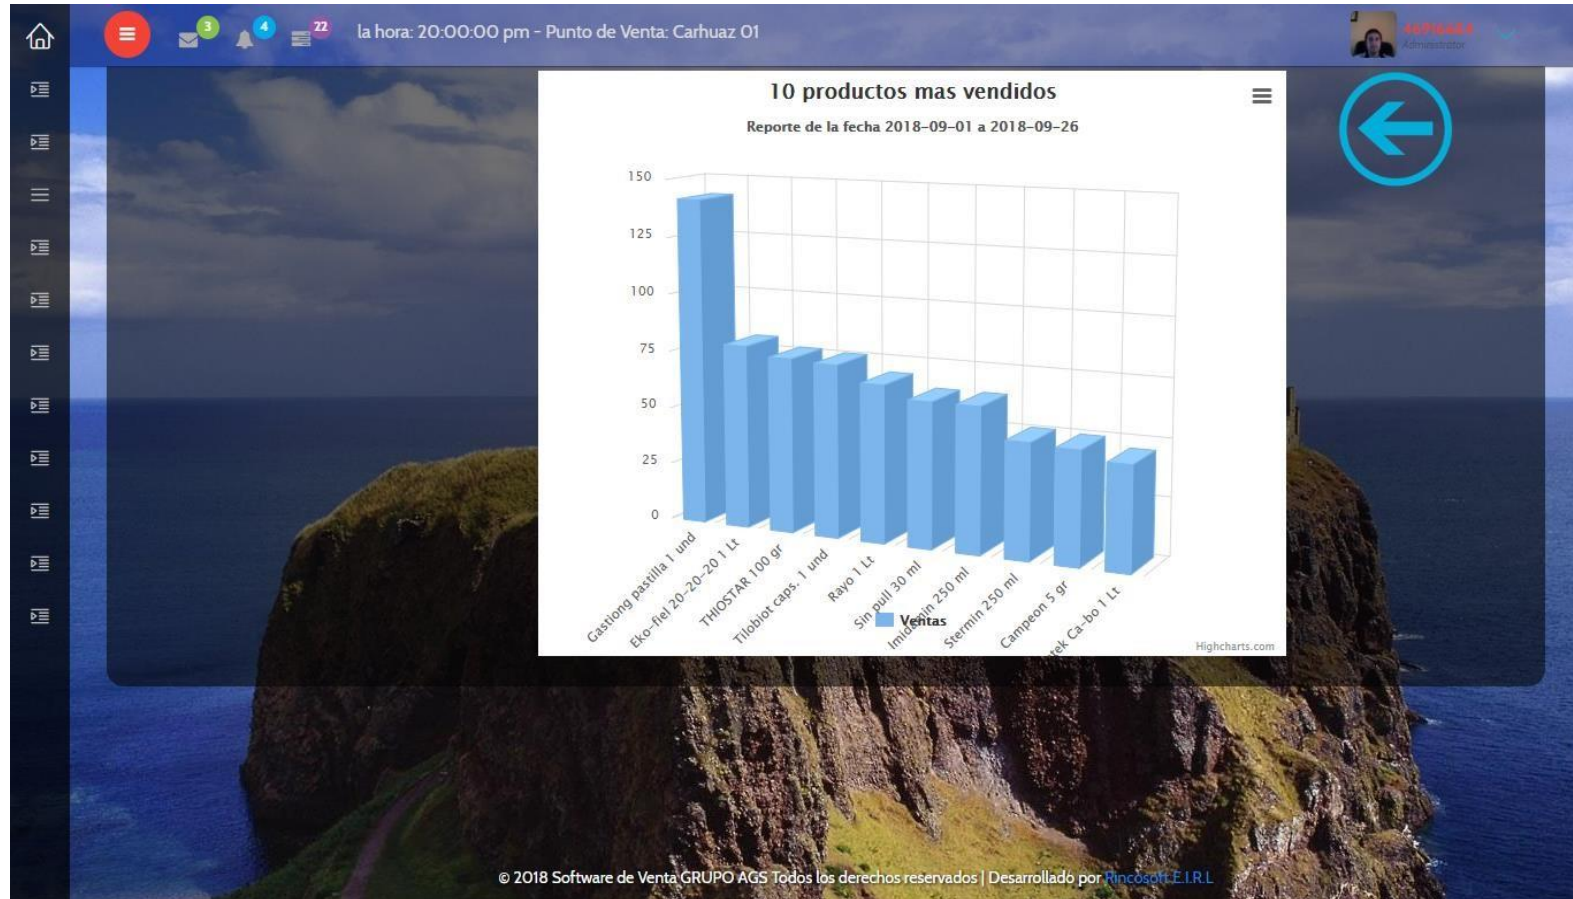 3
4
22
la hora: 20:00:00 pm - Punto de Venta: Carhuaz 01
Administrator
10 productos mas vendidos
Reporte de la fecha 2018-09-01 a 2018-09-26
150
125
100
75
50
25
0
Gastiong pastilla 1 und
Eko-fiel 20-20-20 1 Lt
THIOSTAR 100 gr
Tilobiot caps. 1 und
Rayo 1 Lt
Sin pull 30 ml
250 ml
Stermin 250 ml
Campeon 5 gr
Ca-bo 1 Lt
Ventas
Highcharts.com
© 2018 Software de Venta GRUPO AGS Todos los derechos reservados | Desarrollado por Rincosoft E.I.R.L